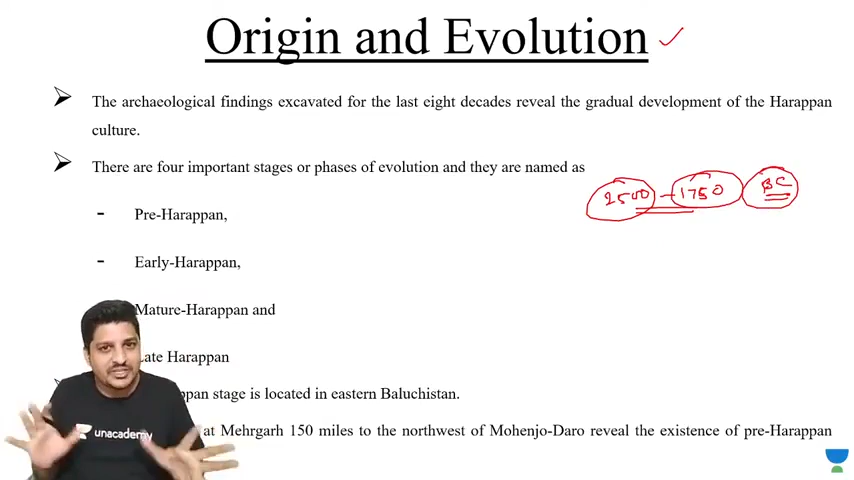 Origin and Evolution
The archaeological findings excavated for the last eight decades reveal the gradual development of the Harappan
culture.
There are four important stages or phases of evolution and they are named as
2500 - 1750 BC
- Pre-Harappan,
- Early-Harappan,
Mature-Harappan and
Late Harappan
stage is located in eastern Baluchistan.
at Mehrgarh 150 miles to the northwest of Mohenjo-Daro reveal the existence of pre-Harappan
unacademy